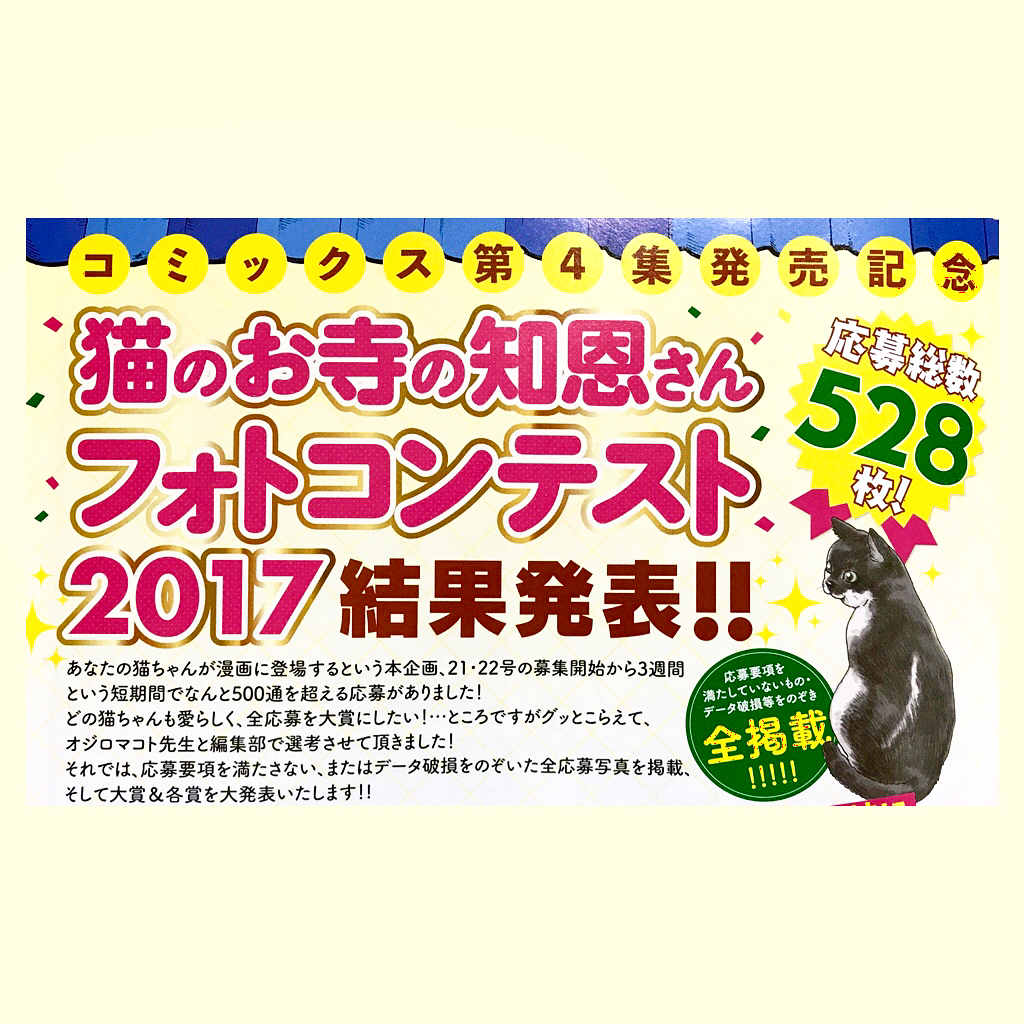 コミックス第4集発売記念
猫のお寺の知恩さん
フォトコンテスト
2017結果発表!!
応募総数
528
枚!
あなたの猫ちゃんが漫画に登場するという本企画、21・22号の募集開始から3週間
という短期間でなんと500通を超える応募がありました!
どの猫ちゃんも愛らしく、全応募を大賞にしたい!…ところですがグッとこらえて、
オジロマコト先生と編集部で選考させて頂きました!
それでは、応募要項を満たさない、またはデータ破損をのぞいた全応募写真を掲載、
そして大賞&各賞を大発表いたします!!
応募要項を
満たしていないもの・
データ破損等をのぞき
全掲載
!!!!!